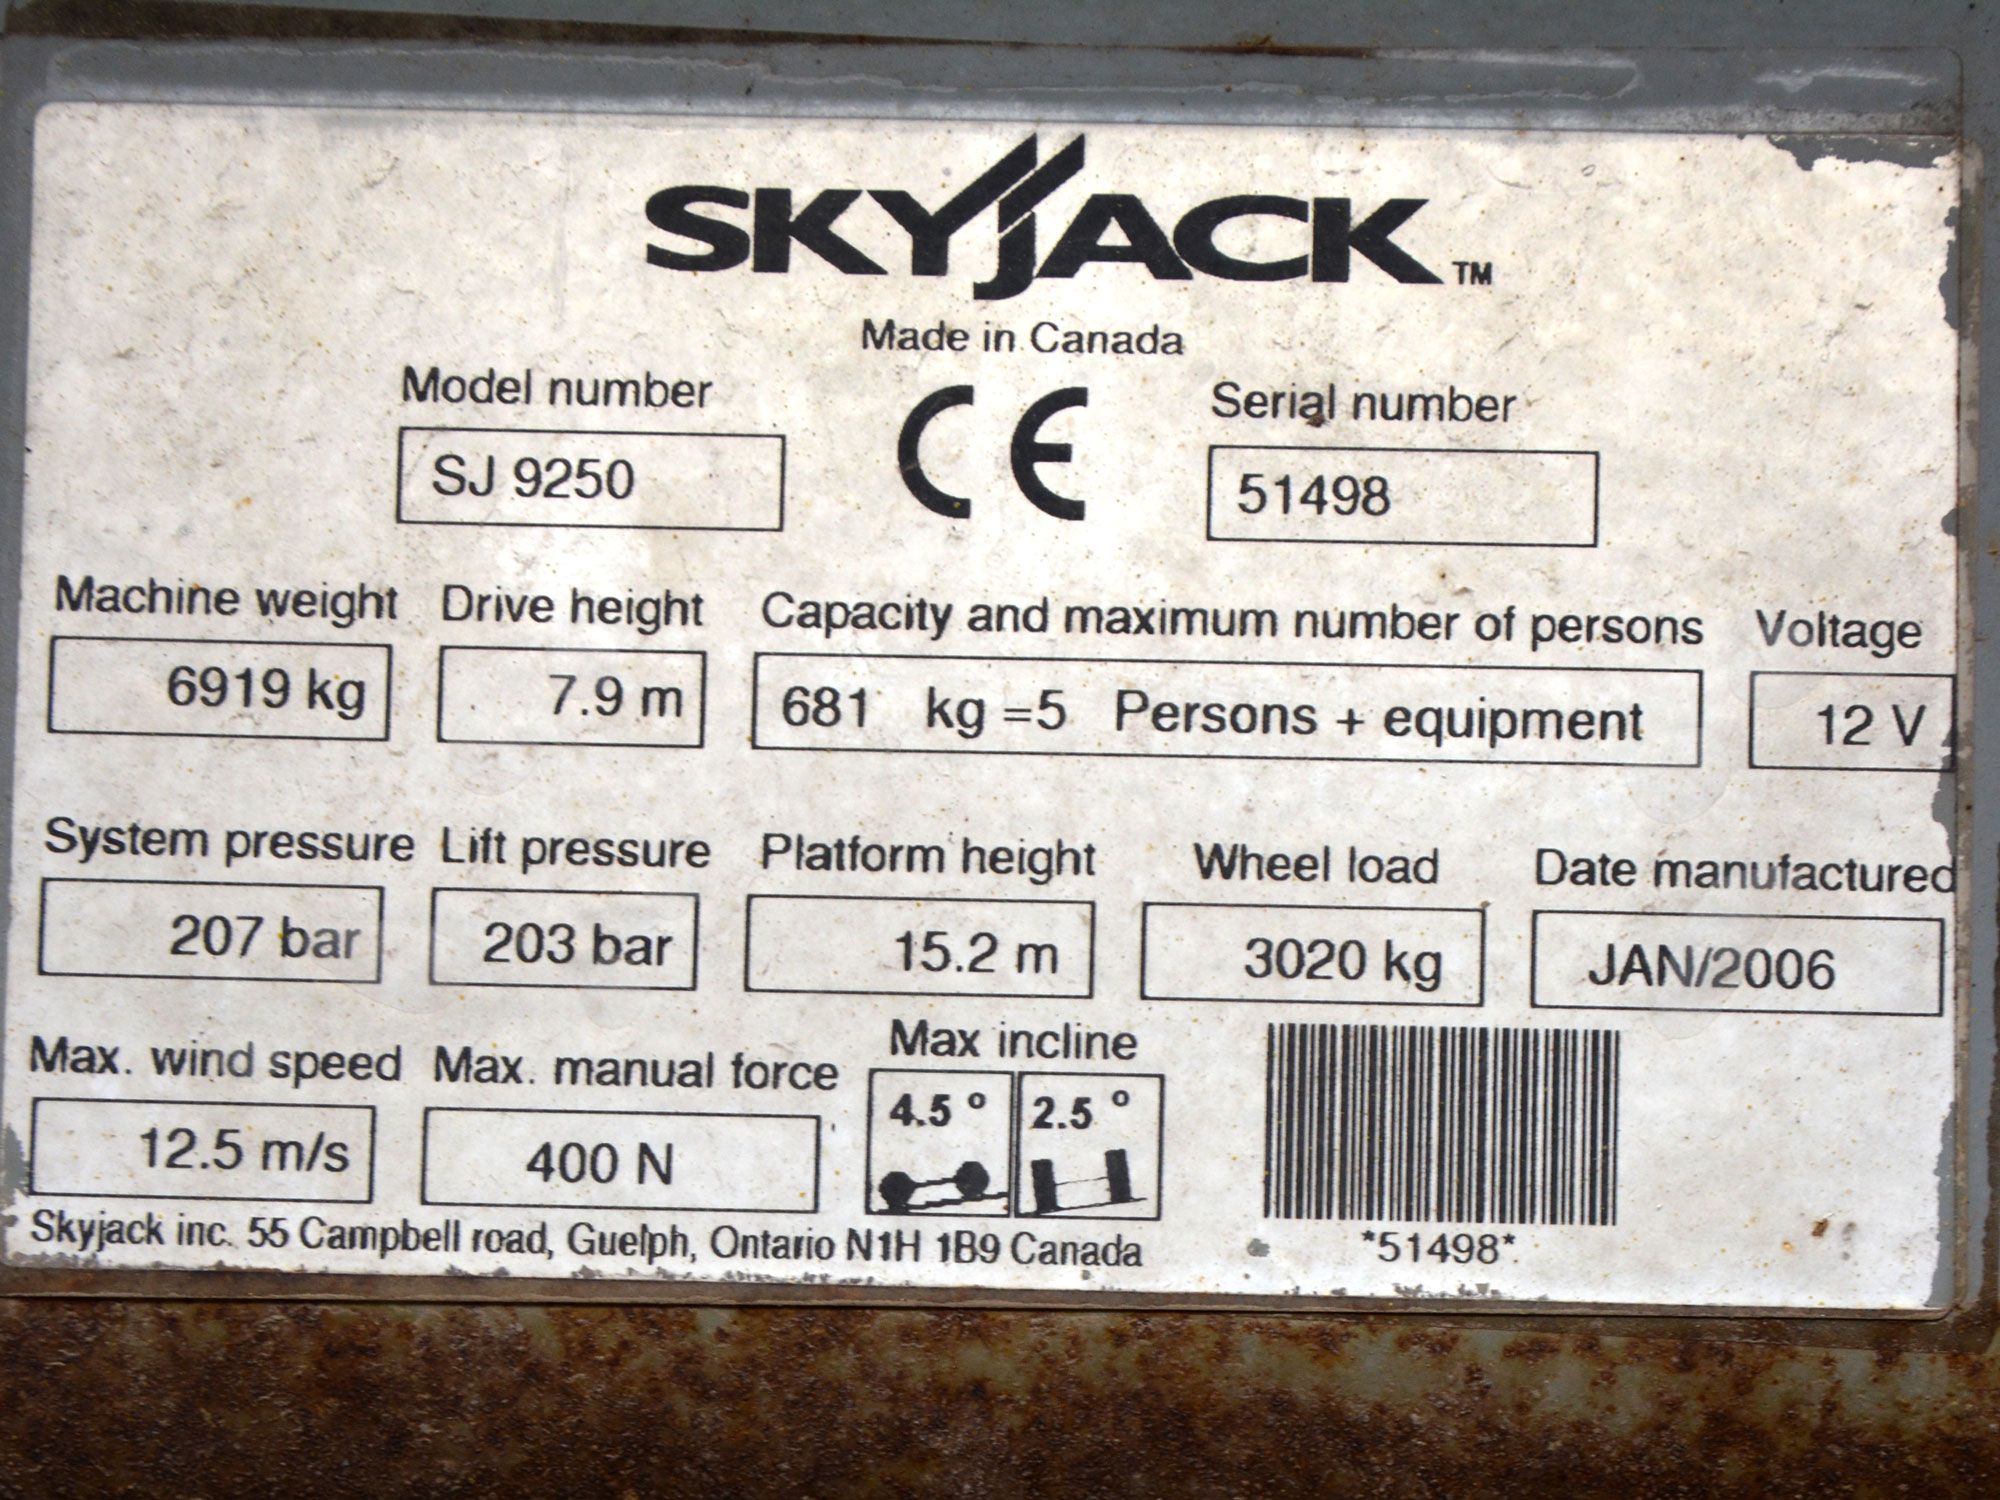 SKYJACK TM
Made in Canada
Model number
SJ 9250
CE
Serial number
51498
Machine weight Drive height Capacity and maximum number of persons Voltage
6919 kg 7.9 m 681 kg =5 Persons + equipment 12 V
System pressure Lift pressure Platform height Wheel load Date manufactured
207 bar 203 bar 15.2 m 3020 kg JAN/2006
Max. wind speed Max. manual force Max incline
12.5 m/s 400 N 4.5 º 2.5 º
Skyjack inc. 55 Campbell road, Guelph, Ontario N1H 1B9 Canada
*51498*